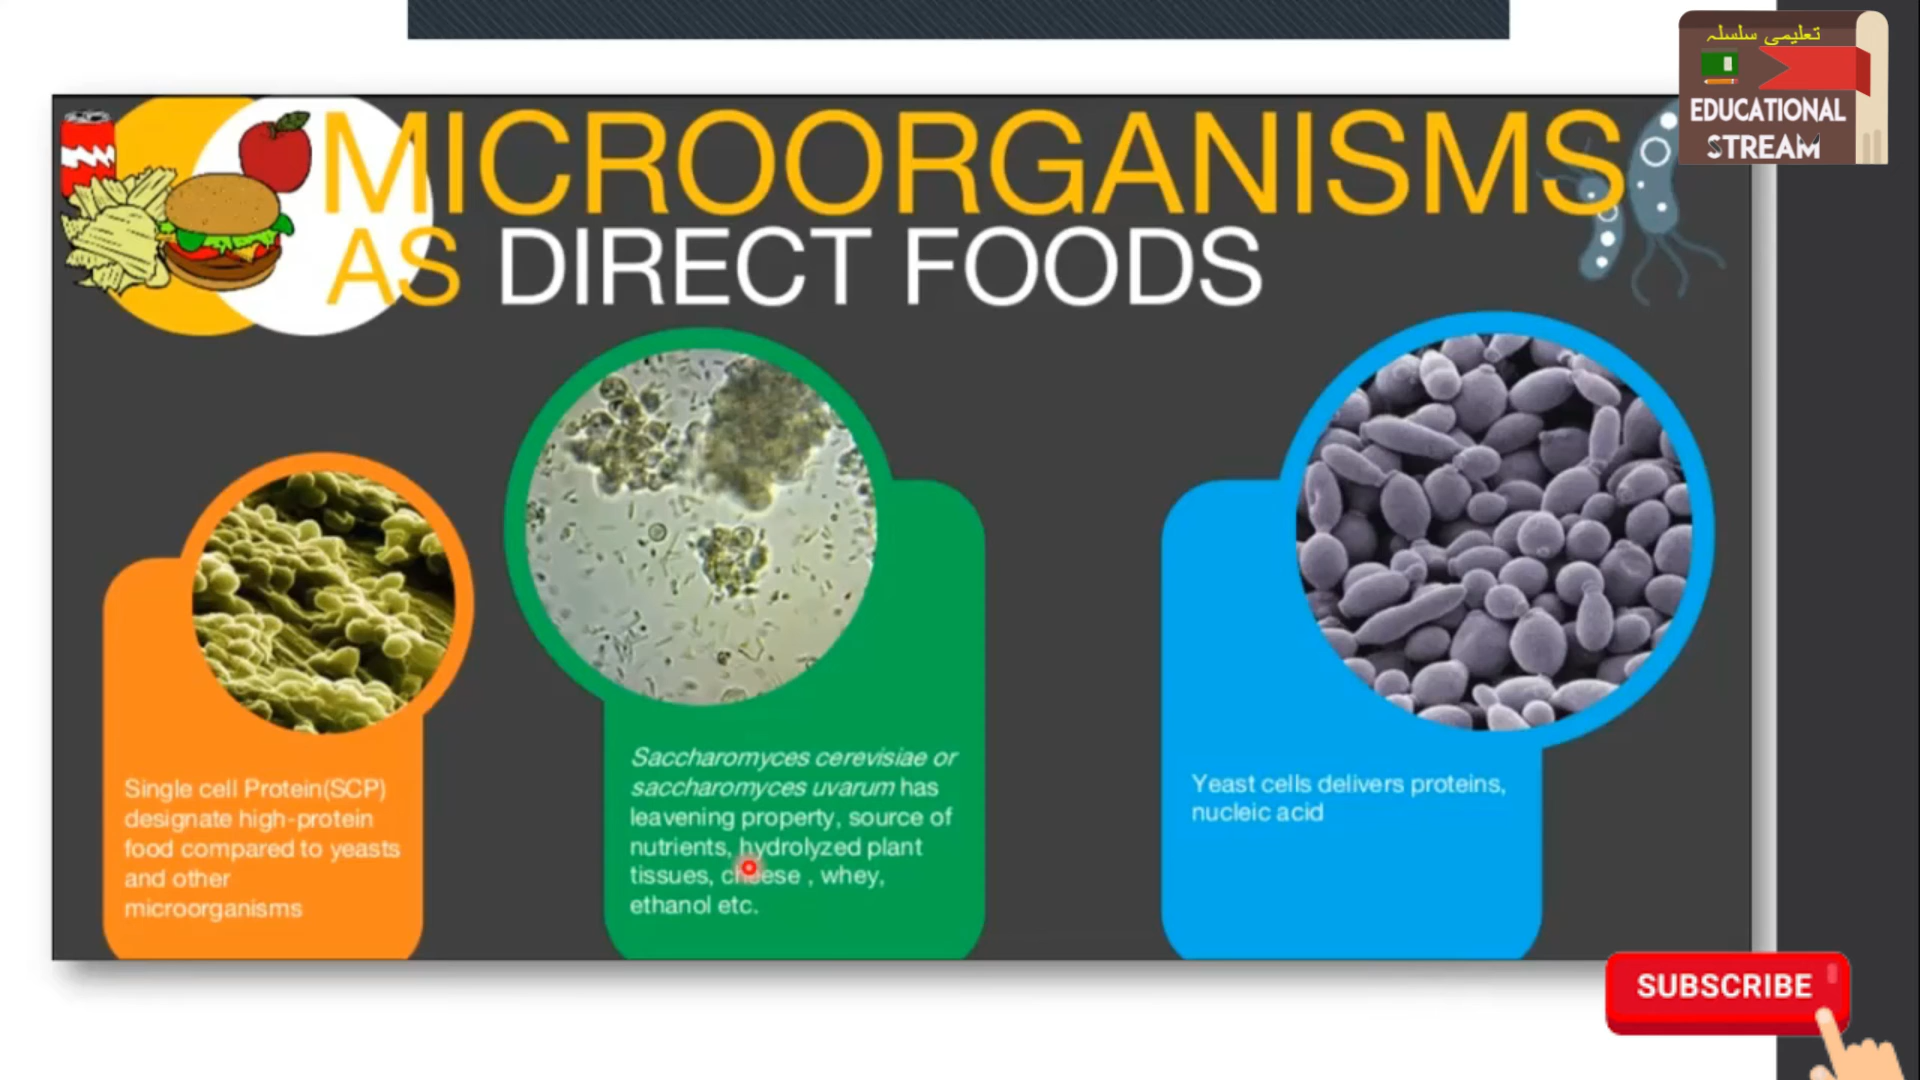 تعلیمی سلسلہ
EDUCATIONAL
STREAM
MICROORGANISMS
AS DIRECT FOODS
Single cell Protein(SCP)
designate high-protein
food compared to yeasts
and other
microorganisms
Saccharomyces cerevisiae or
saccharomyces uvarum has
leavening property, source of
nutrients, hydrolyzed plant
tissues, cheese , whey,
ethanol etc.
Yeast cells delivers proteins,
nucleic acid
SUBSCRIBE